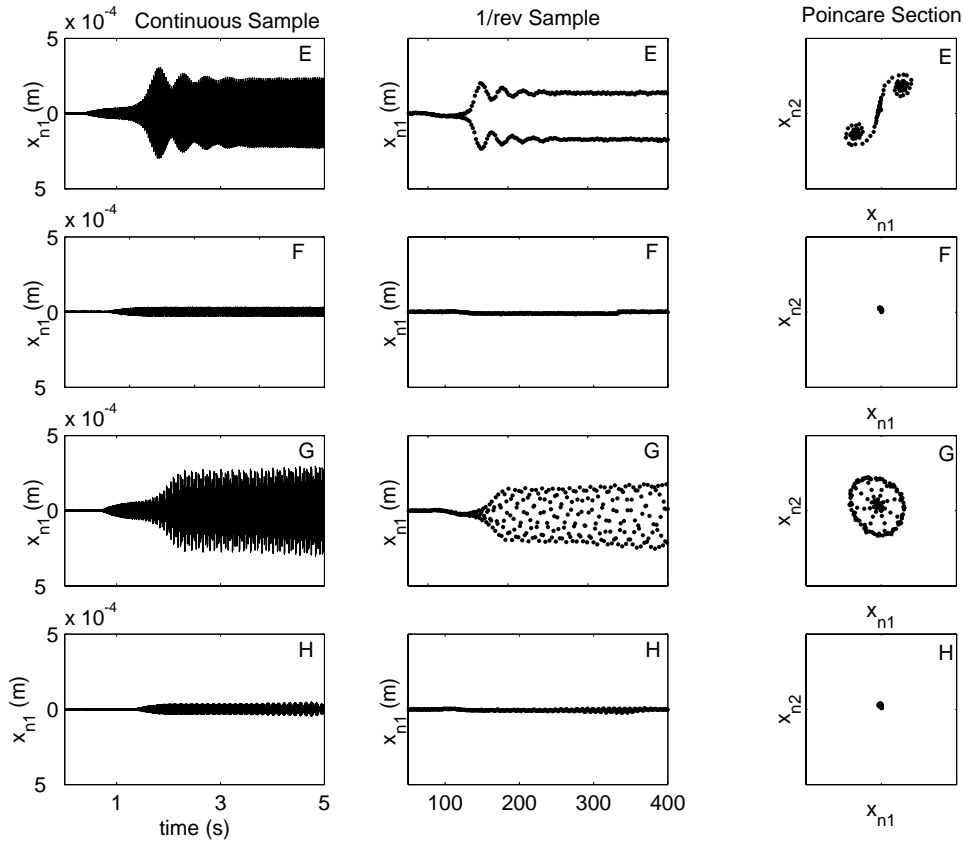 Continuous Sample 1/rev Sample Poincare Section
x 10^-4
5 E E E
0
x_n1 (m) x_n1 (m) x_n2
5
x_n1
x 10^-4
5 F F F
0
x_n1 (m) x_n1 (m) x_n2
5
x_n1
x 10^-4
5 G G G
0
x_n1 (m) x_n1 (m) x_n2
5
x_n1
x 10^-4
5 H H H
0
x_n1 (m) x_n1 (m) x_n2
5
1 3 5 100 200 300 400
time (s) x_n1